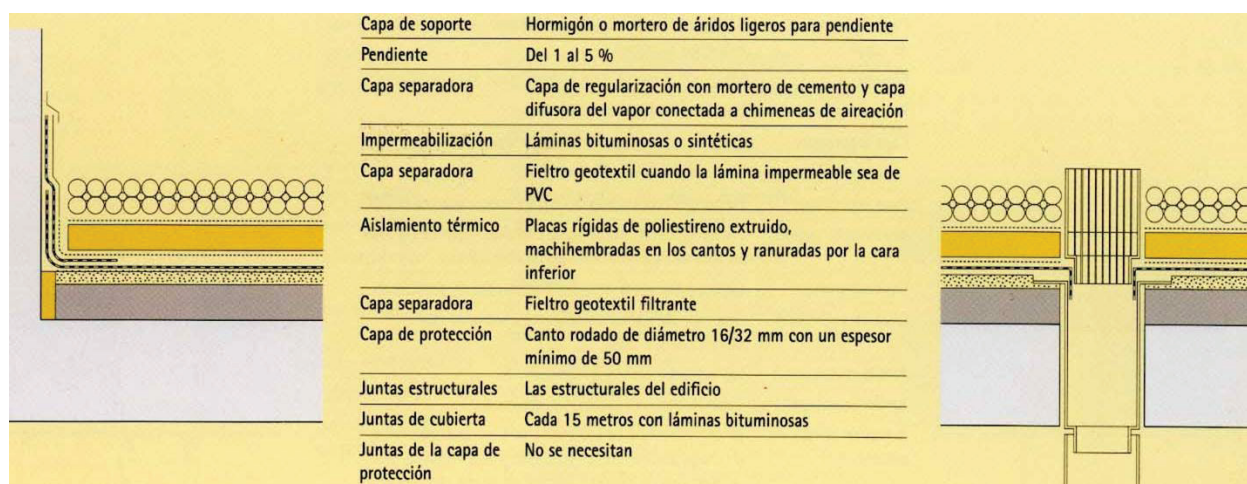 Capa de soporte Hormigón o mortero de áridos ligeros para pendiente
Pendiente Del 1 al 5 %
Capa separadora Capa de regularización con mortero de cemento y capa
difusora del vapor conectada a chimeneas de aireación
Impermeabilización Láminas bituminosas o sintéticas
Capa separadora Fieltro geotextil cuando la lámina impermeable sea de
PVC
Aislamiento térmico Placas rígidas de poliestireno extruido,
machihembradas en los cantos y ranuradas por la cara
inferior
Capa separadora Fieltro geotextil filtrante
Capa de protección Canto rodado de diámetro 16/32 mm con un espesor
mínimo de 50 mm
Juntas estructurales Las estructurales del edificio
Juntas de cubierta Cada 15 metros con láminas bituminosas
Juntas de la capa de No se necesitan
protección